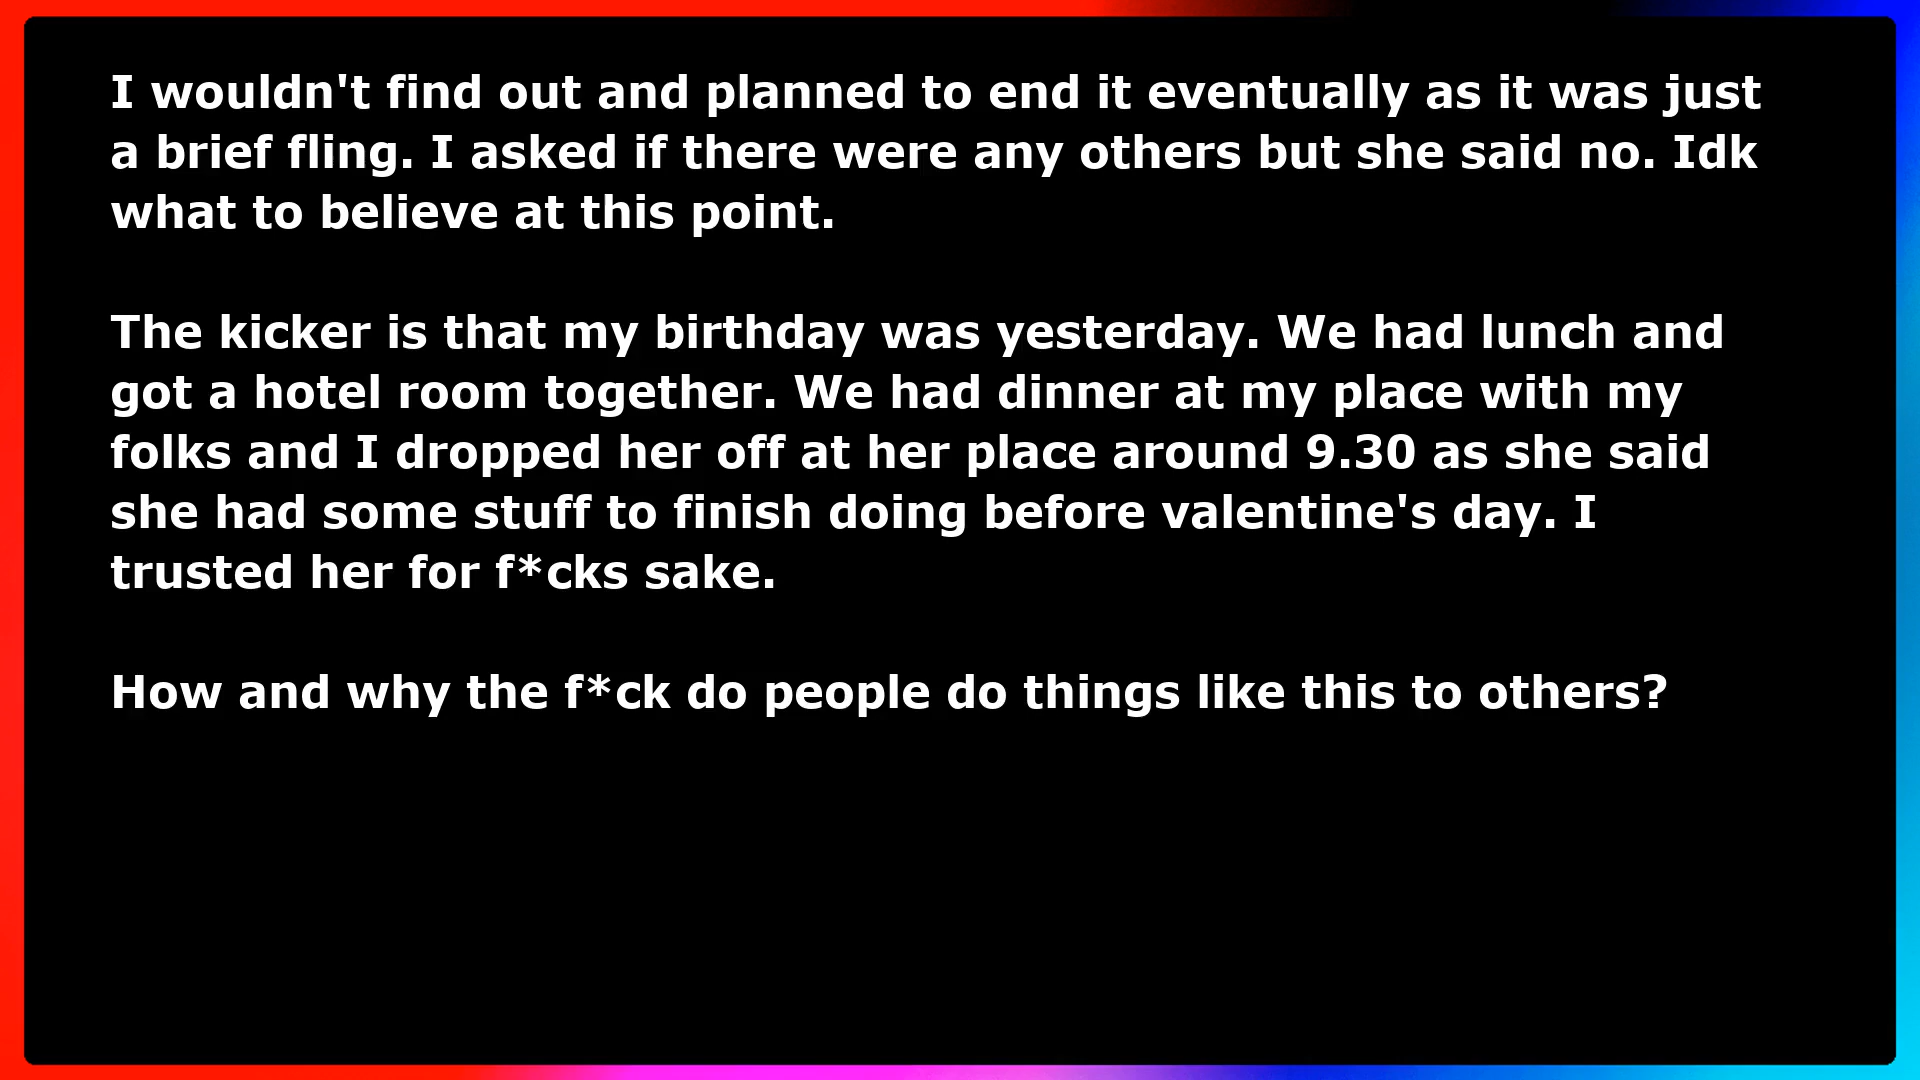 I wouldn't find out and planned to end it eventually as it was just
a brief fling. I asked if there were any others but she said no. Idk
what to believe at this point.
The kicker is that my birthday was yesterday. We had lunch and
got a hotel room together. We had dinner at my place with my
folks and I dropped her off at her place around 9.30 as she said
she had some stuff to finish doing before valentine's day. I
trusted her for f*cks sake.
How and why the f*ck do people do things like this to others?